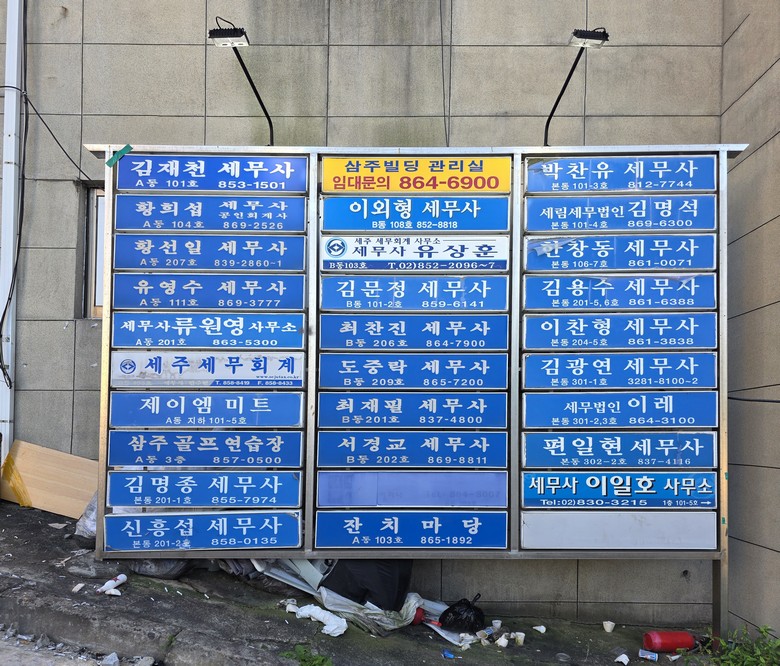 김재천 세무사
A동 101호 853-1501
황희섭 세무사
공인회계사
A동 104호 869-2526
황선일 세무사
A동 207호 839-2860~1
유영수 세무사
A동 111호 869-3777
세무사 류원영 사무소
A동 201호 863-5300
세주세무회계
T. 858-8419 F. 858-8433
제이엠 미트
A동 지하 101-5호
삼주골프연습장
A동 3층 857-0500
김명종 세무사
본동 201-1호 855-7974
신흥섭 세무사
본동 201-2호 858-0135
삼주빌딩 관리실
임대문의 864-6900
이외형 세무사
B동 108호 852-8818
세주 세무회계 사무소
세무사 유상훈
B동103호 T.02)852-2096~7
김문정 세무사
B동 101-2호 859-6141
최찬진 세무사
B동 206호 864-7900
도중락 세무사
B동 209호 865-7200
최재필 세무사
B동201호 837-4800
서경교 세무사
B동 202호 869-8811
잔치마당
A동 103호 865-1892
박찬유 세무사
본동 101-3호 812-7744
세림세무법인 김명석
본동 101-4호 869-6300
한창동 세무사
본동 106-7호 861-0071
김용주 세무사
본동 201-5, 6호 861-6388
이찬형 세무사
본동 204-5호 861-3838
김광연 세무사
본동 301-1호 3281-8100~2
세무법인 이레
본동 301-2,3호 864-3100
편일현 세무사
본동 302-2호 837-4116
세무사 이일호 사무소
Tel:02)830-3215 1층 101-5호 →